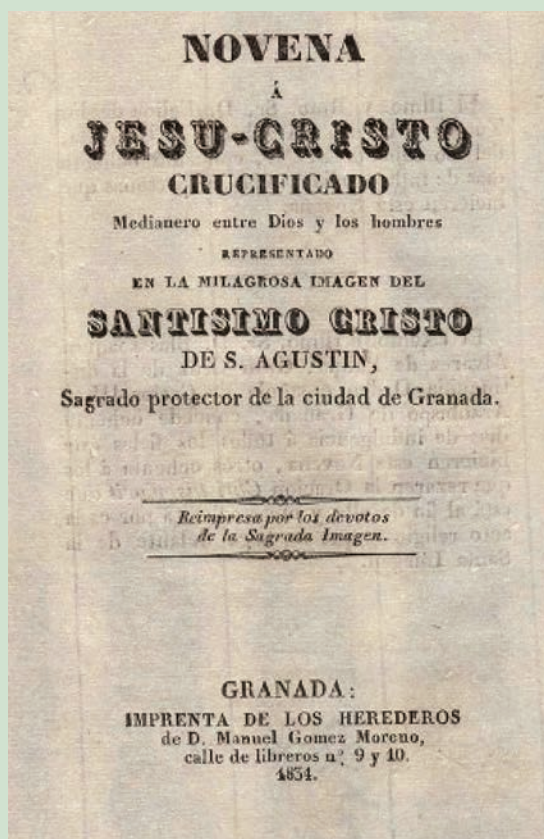 NOVENA
Á
JESU-CRISTO
CRUCIFICADO
Medianero entre Dios y los hombres
REPRESENTADO
EN LA MILAGROSA IMAGEN DEL
SANTISIMO CRISTO
DE S. AGUSTIN,
Sagrado protector de la ciudad de Granada.
Reimpresa por los devotos
de la Sagrada Imagen.
GRANADA:
IMPRENTA DE LOS HEREDEROS
de D. Manuel Gomez Moreno,
calle de libreros n.º 9 y 10.
1834.